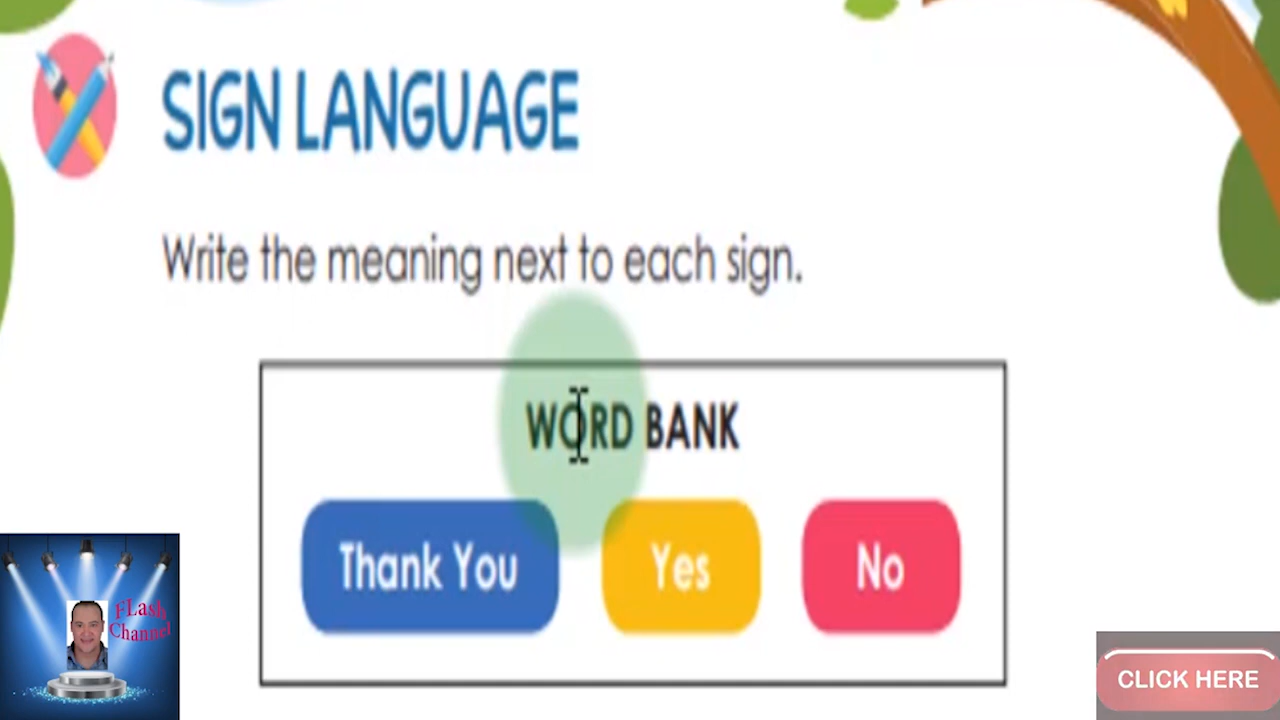 SIGN LANGUAGE
Write the meaning next to each sign.
WORD BANK
Thank You Yes No
FLash
Channel
CLICK HERE